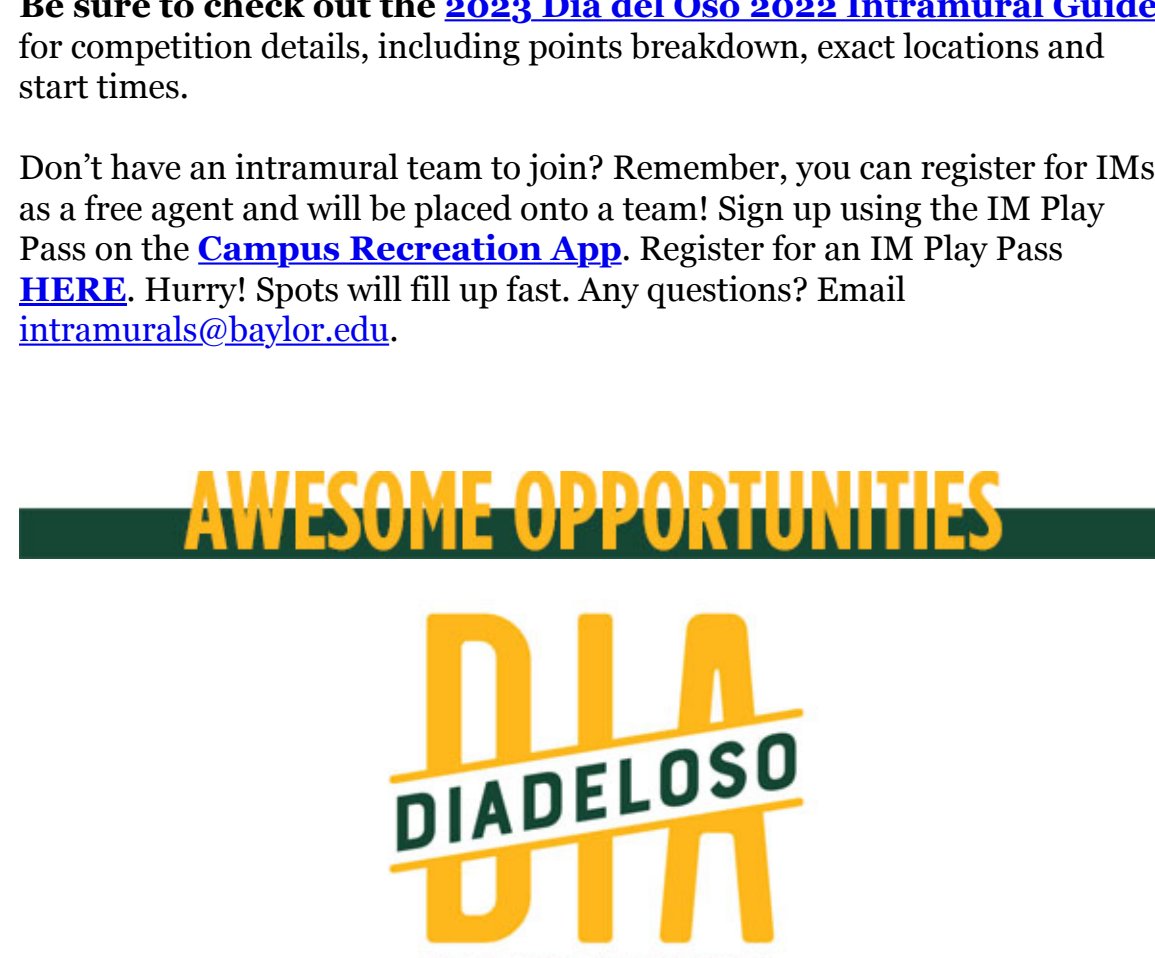 Be sure to check out the 2023 Dia del Oso 2022 Intramural Guide
for competition details, including points breakdown, exact locations and
start times.
Don’t have an intramural team to join? Remember, you can register for IMs
as a free agent and will be placed onto a team! Sign up using the IM Play
Pass on the Campus Recreation App. Register for an IM Play Pass
HERE. Hurry! Spots will fill up fast. Any questions? Email
intramurals@baylor.edu.
AWESOME OPPORTUNITIES
DIA
DIADELOSO